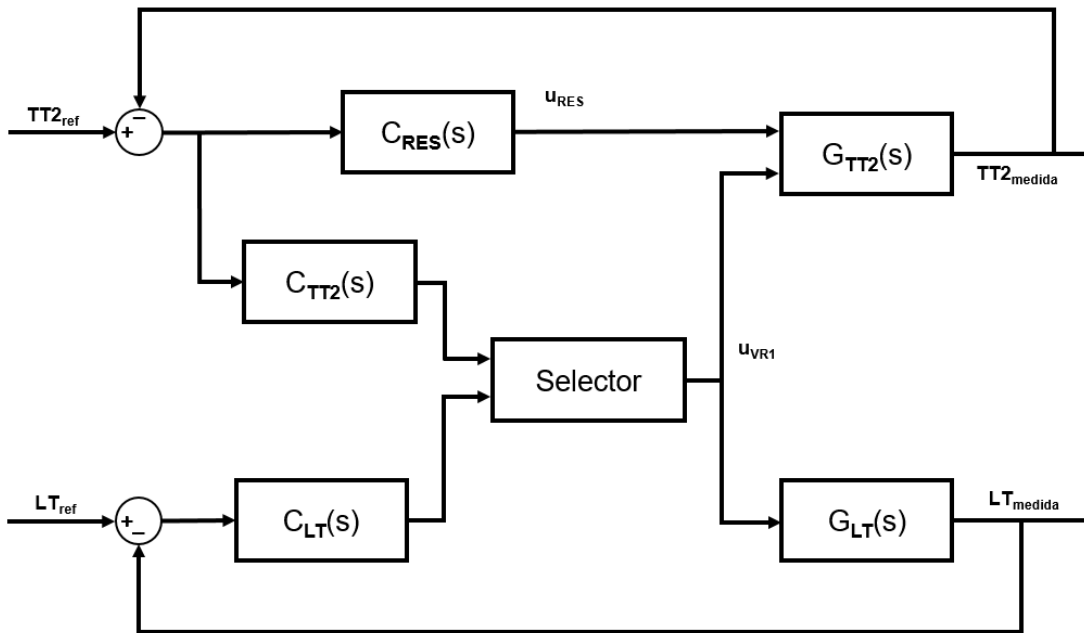 TT2ref
+
−
CRES(s)
uRES
GTT2(s)
TT2medida
CTT2(s)
Selector
uVR1
LTref
+
−
CLT(s)
GLT(s)
LTmedida